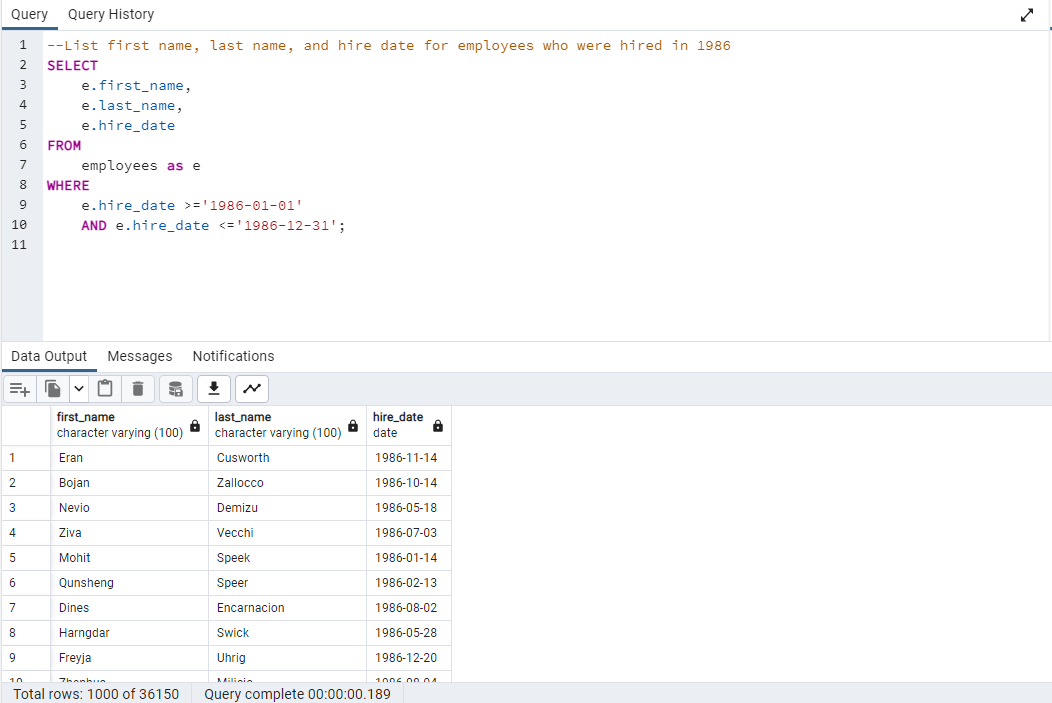 Query Query History
1 --List first name, last name, and hire date for employees who were hired in 1986
2 SELECT
3 e.first_name,
4 e.last_name,
5 e.hire_date
6 FROM
7 employees as e
8 WHERE
9 e.hire_date >='1986-01-01'
10 AND e.hire_date <='1986-12-31';
11
Data Output Messages Notifications
first_name last_name hire_date
character varying (100) character varying (100) date
1 Eran Cusworth 1986-11-14
2 Bojan Zallocco 1986-10-14
3 Nevio Demizu 1986-05-18
4 Ziva Vecchi 1986-07-03
5 Mohit Speek 1986-01-14
6 Qunsheng Speer 1986-02-13
7 Dines Encarnacion 1986-08-02
8 Harngdar Swick 1986-05-28
9 Freyja Uhrig 1986-12-20
10
Total rows: 1000 of 36150 Query complete 00:00:00.189